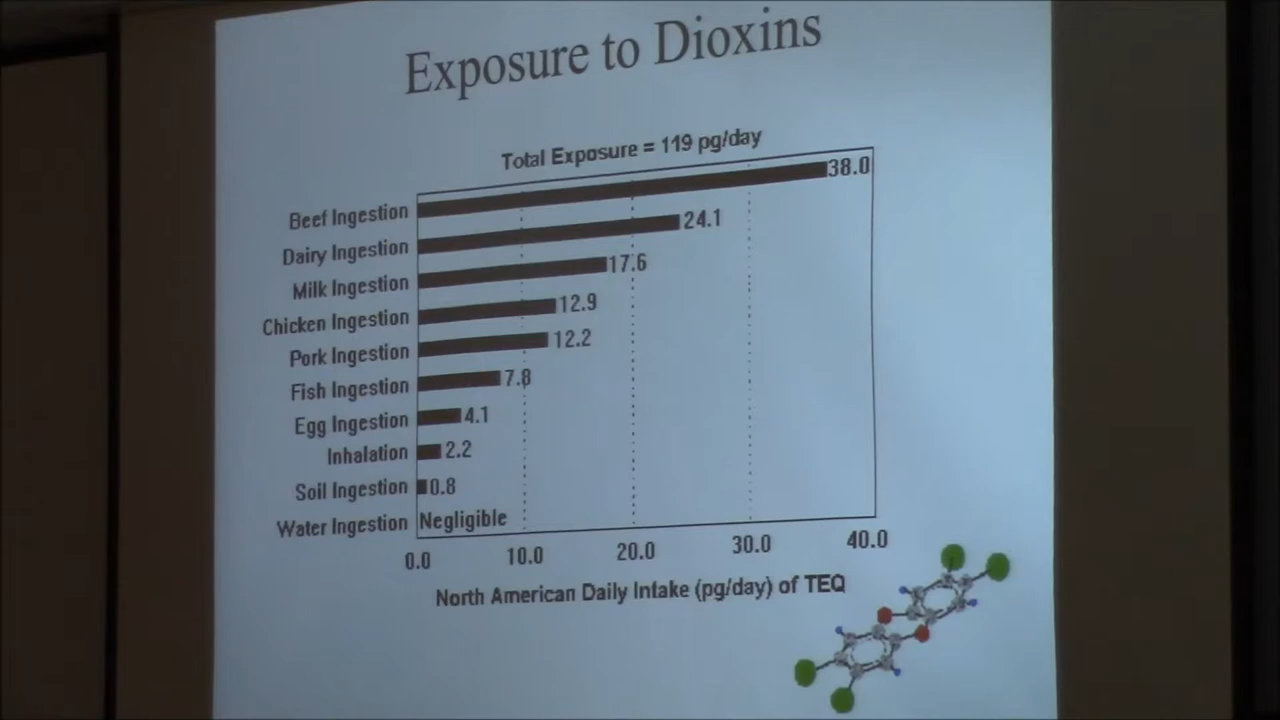 Exposure to Dioxins
Total Exposure = 119 pg/day
Beef Ingestion 38.0
Dairy Ingestion 24.1
Milk Ingestion 17.6
Chicken Ingestion 12.9
Pork Ingestion 12.2
Fish Ingestion 7.8
Egg Ingestion 4.1
Inhalation 2.2
Soil Ingestion 0.8
Water Ingestion Negligible
0.0 10.0 20.0 30.0 40.0
North American Daily Intake (pg/day) of TEQ